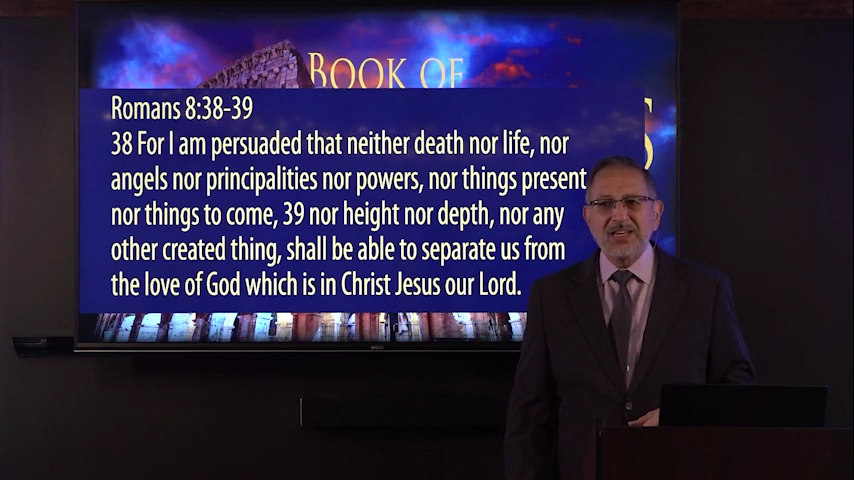 BOOK OF
S
Romans 8:38-39
38 For I am persuaded that neither death nor life, nor
angels nor principalities nor powers, nor things present
nor things to come, 39 nor height nor depth, nor any
other created thing, shall be able to separate us from
the love of God which is in Christ Jesus our Lord.
VIZIO